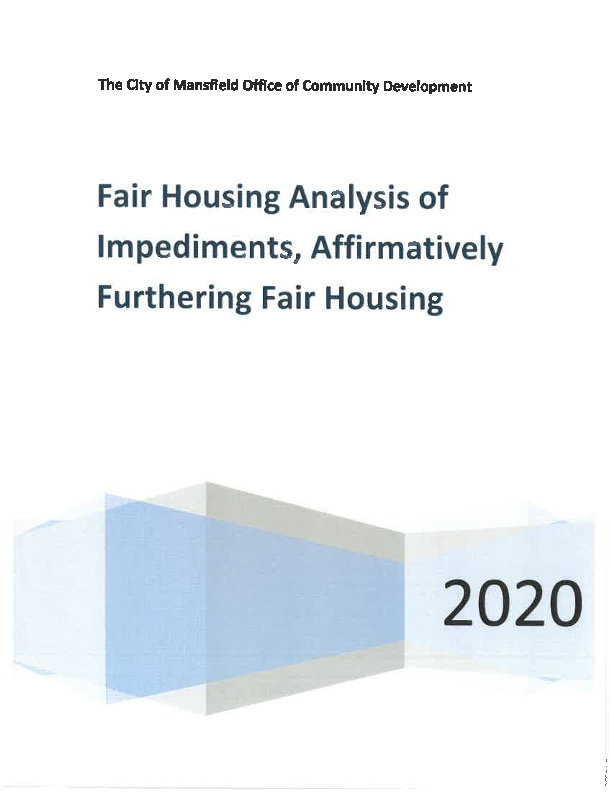 The City of Mansfield Office of Community Development
Fair Housing Analysis of
Impediments, Affirmatively
Furthering Fair Housing
2020